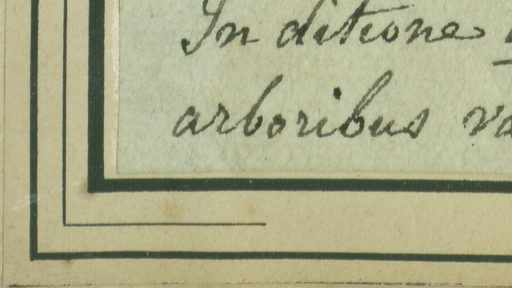 In ditione
arboribus